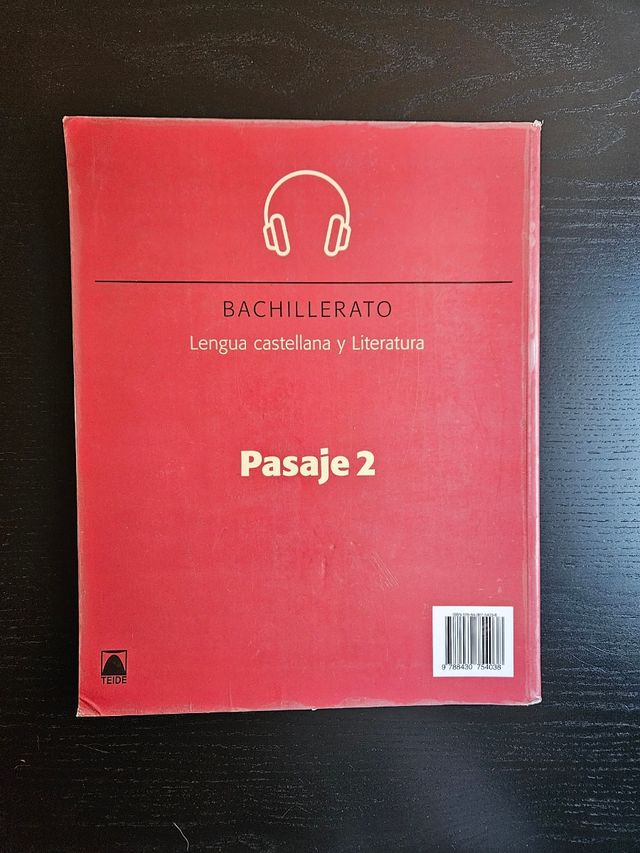 BACHILLERATO
Lengua castellana y Literatura
Pasaje 2
TEIDE
9 788430 754038